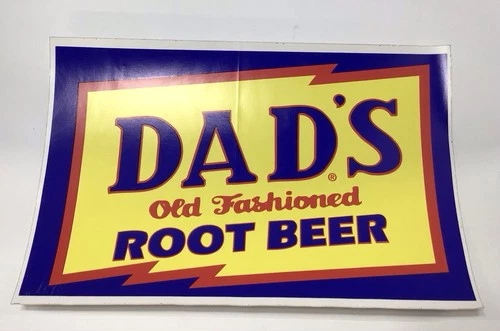 DAD'S®
Old Fashioned
ROOT BEER